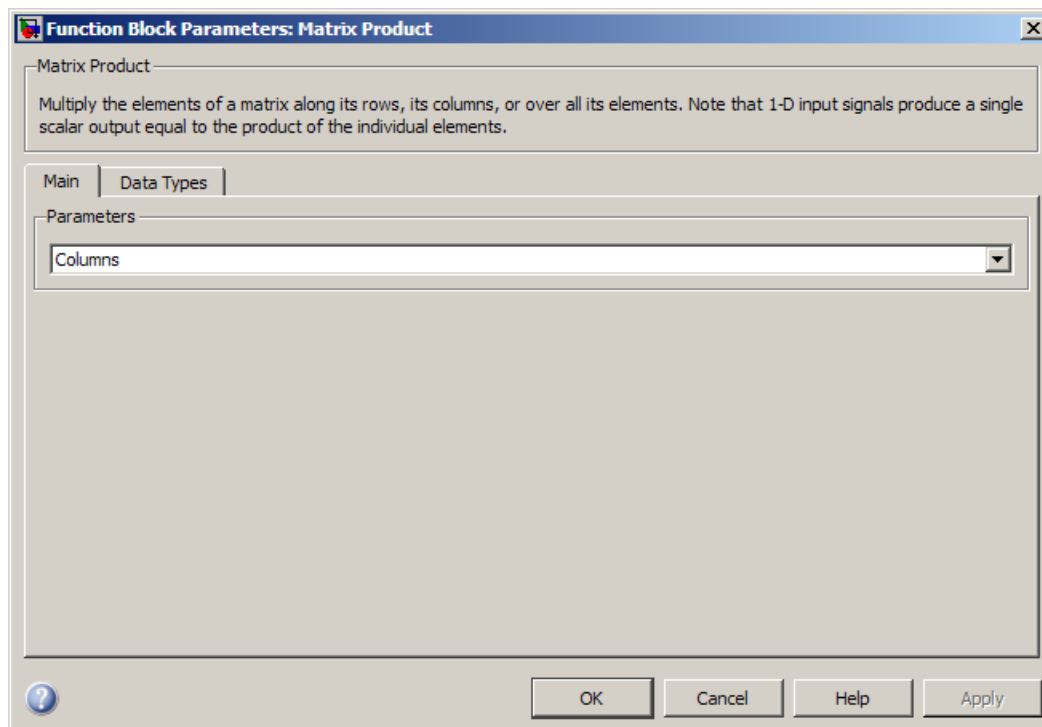 Function Block Parameters: Matrix Product
Matrix Product
Multiply the elements of a matrix along its rows, its columns, or over all its elements. Note that 1-D input signals produce a single
scalar output equal to the product of the individual elements.
Main
Data Types
Parameters
Columns
OK
Cancel
Help
Apply